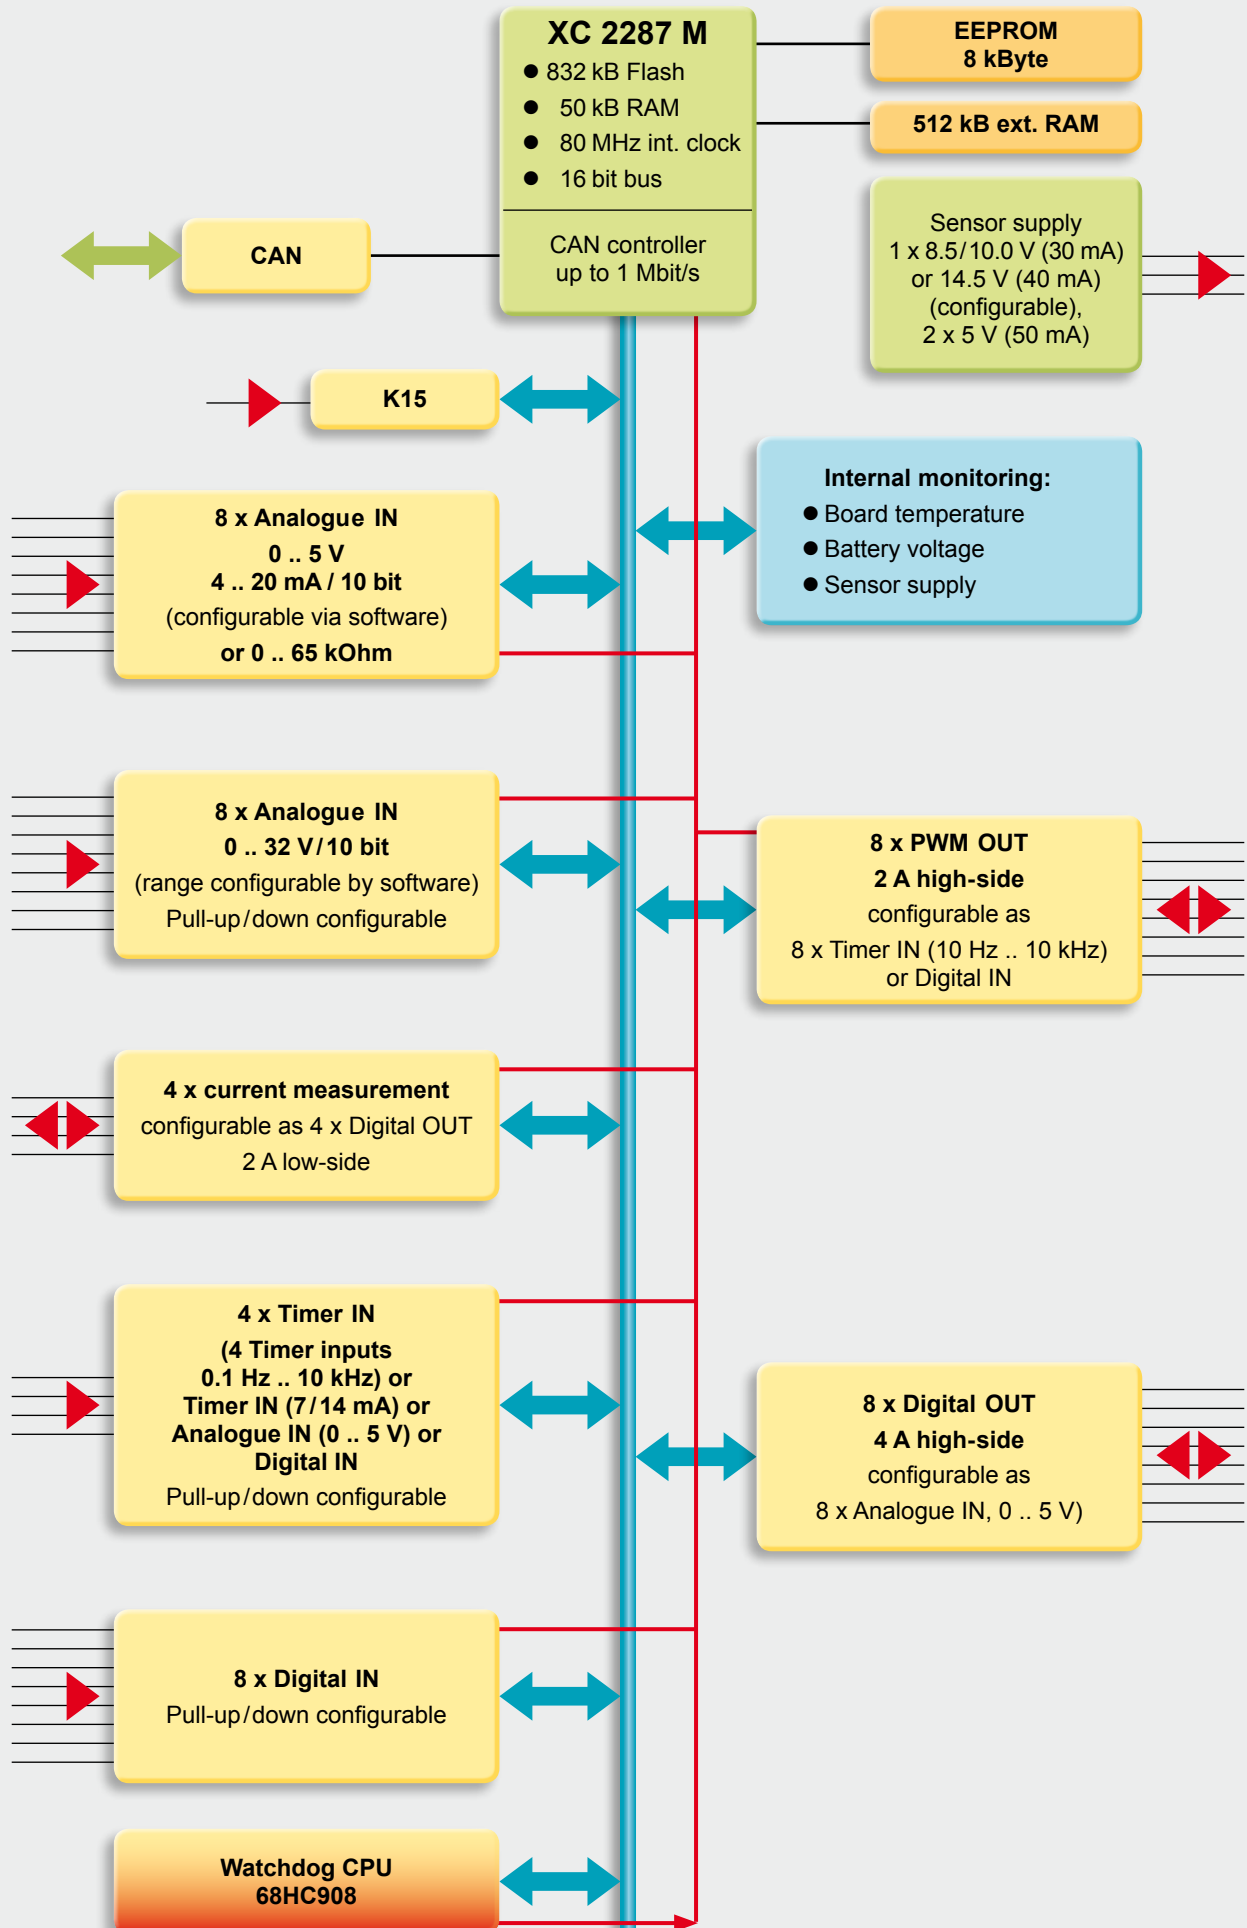 XC 2287 M
● 832 kB Flash
● 50 kB RAM
● 80 MHz int. clock
● 16 bit bus
CAN controller
up to 1 Mbit/s
EEPROM
8 kByte
512 kB ext. RAM
Sensor supply
1 x 8.5/10.0 V (30 mA)
or 14.5 V (40 mA)
(configurable),
2 x 5 V (50 mA)
CAN
K15
Internal monitoring:
● Board temperature
● Battery voltage
● Sensor supply
8 x Analogue IN
0 .. 5 V
4 .. 20 mA / 10 bit
(configurable via software)
or 0 .. 65 kOhm
8 x Analogue IN
0 .. 32 V/10 bit
(range configurable by software)
Pull-up/down configurable
8 x PWM OUT
2 A high-side
configurable as
8 x Timer IN (10 Hz .. 10 kHz)
or Digital IN
4 x current measurement
configurable as 4 x Digital OUT
2 A low-side
4 x Timer IN
(4 Timer inputs
0.1 Hz .. 10 kHz) or
Timer IN (7/14 mA) or
Analogue IN (0 .. 5 V) or
Digital IN
Pull-up/down configurable
8 x Digital OUT
4 A high-side
configurable as
8 x Analogue IN, 0 .. 5 V)
8 x Digital IN
Pull-up/down configurable
Watchdog CPU
68HC908